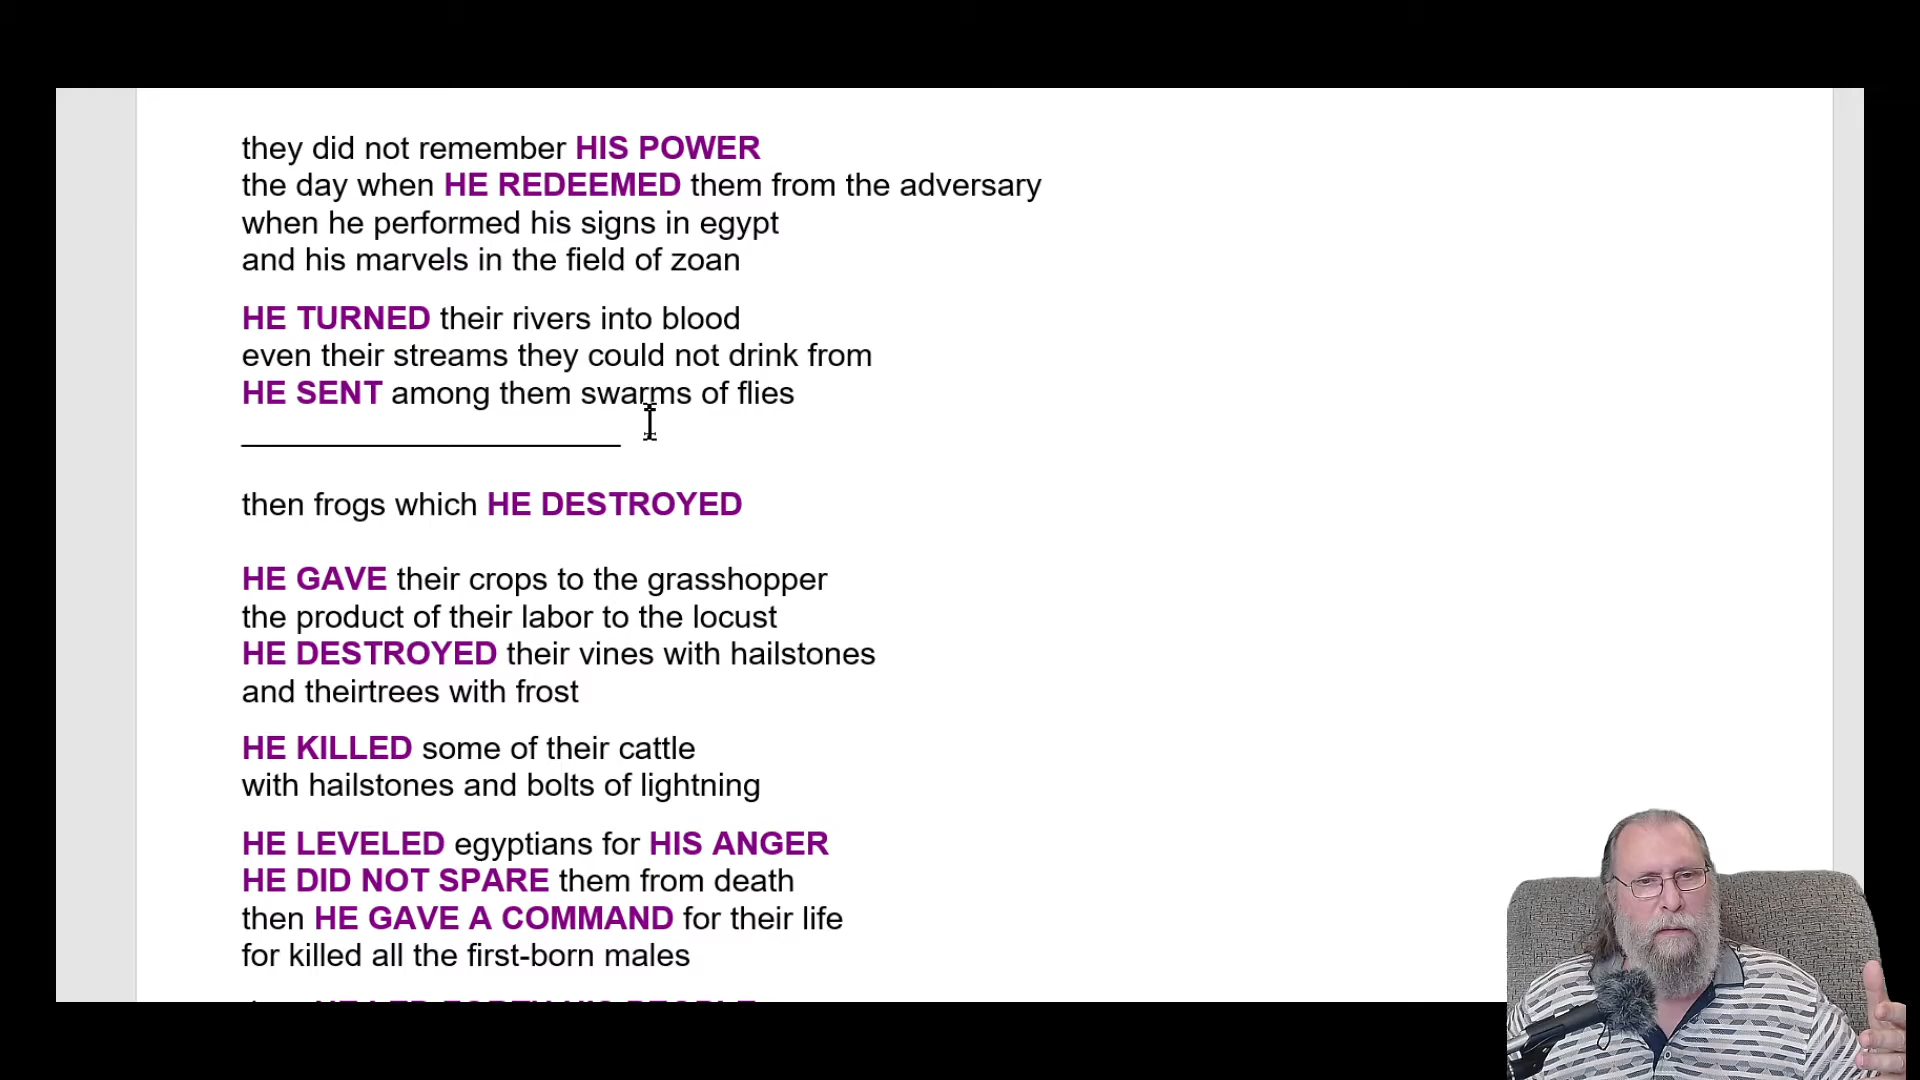 they did not remember HIS POWER
the day when HE REDEEMED them from the adversary
when he performed his signs in egypt
and his marvels in the field of zoan
HE TURNED their rivers into blood
even their streams they could not drink from
HE SENT among them swarms of flies
then frogs which HE DESTROYED
HE GAVE their crops to the grasshopper
the product of their labor to the locust
HE DESTROYED their vines with hailstones
and theirtrees with frost
HE KILLED some of their cattle
with hailstones and bolts of lightning
HE LEVELED egyptians for HIS ANGER
HE DID NOT SPARE them from death
then HE GAVE A COMMAND for their life
for killed all the first-born males
HE LED FORTH HIS PEOPLE